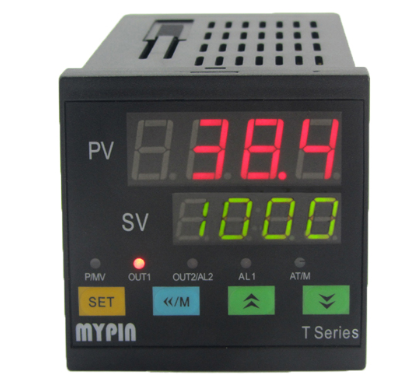 PV 38.4
SV 1000
P/MV OUT1 OUT2/AL2 AL1 AT/M
SET «/M
MYPIN T Series